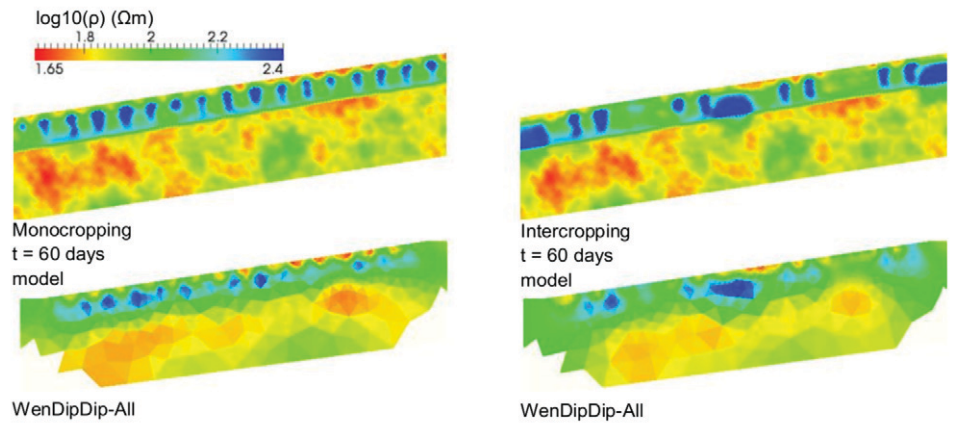 log10(ρ) (Ωm)
1.8 2 2.2
1.65 2.4
Monocropping
t = 60 days
model
WenDipDip-All
Intercropping
t = 60 days
model
WenDipDip-All